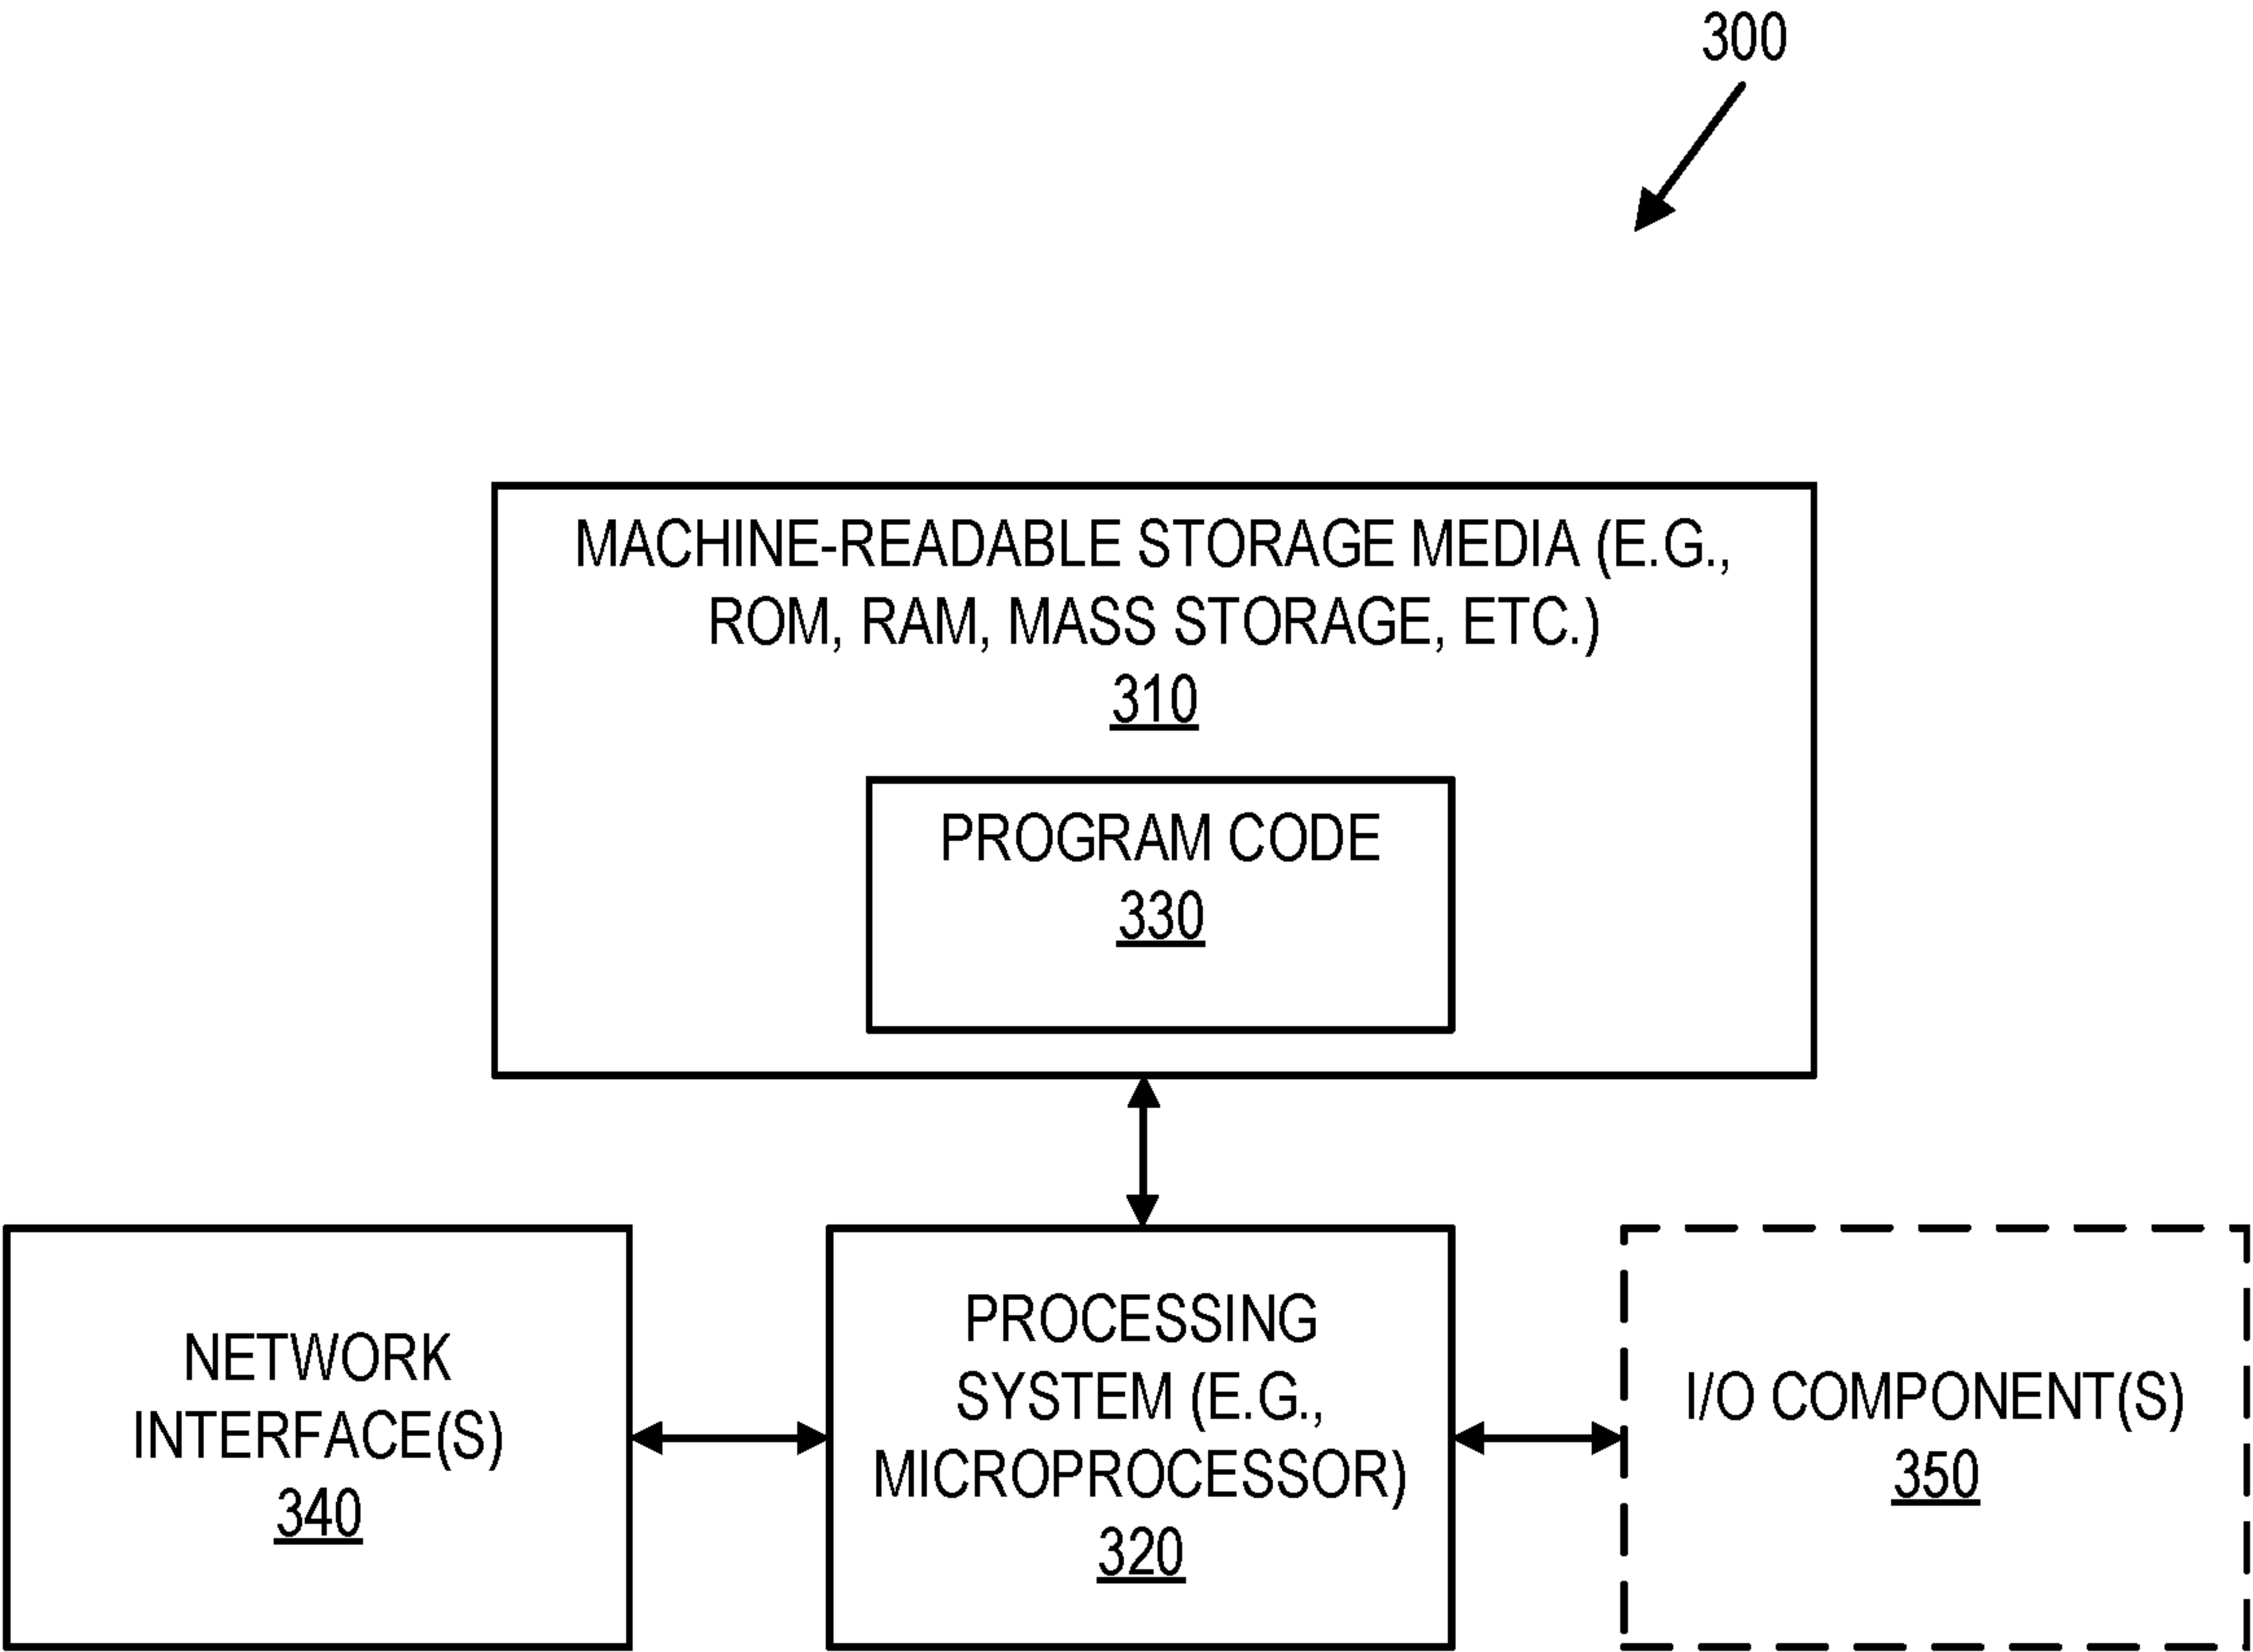 300
MACHINE-READABLE STORAGE MEDIA (E.G.,
ROM, RAM, MASS STORAGE, ETC.)
310
PROGRAM CODE
330
NETWORK
INTERFACE(S)
340
PROCESSING
SYSTEM (E.G.,
MICROPROCESSOR)
320
I/O COMPONENT(S)
350